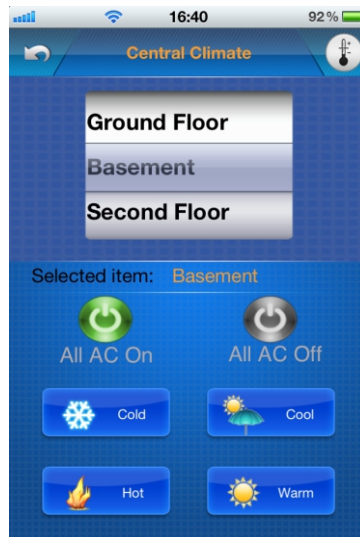 16:40 92%
Central Climate
Ground Floor
Basement
Second Floor
Selected item: Basement
All AC On All AC Off
Cold Cool
Hot Warm